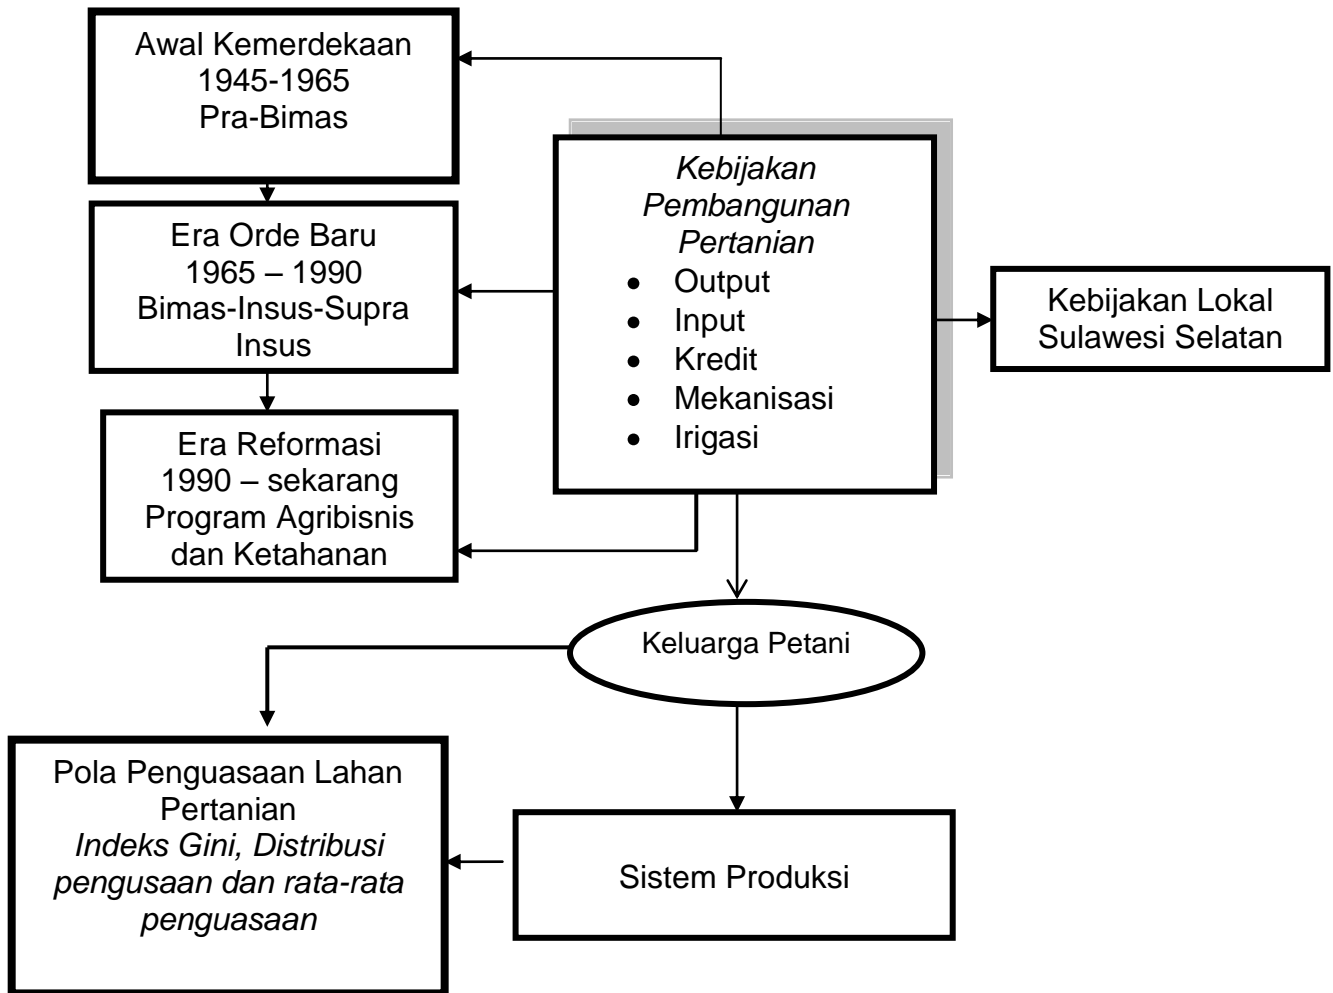 Awal Kemerdekaan
1945-1965
Pra-Bimas
Era Orde Baru
1965 – 1990
Bimas-Insus-Supra
Insus
Era Reformasi
1990 – sekarang
Program Agribisnis
dan Ketahanan
Kebijakan
Pembangunan
Pertanian
• Output
• Input
• Kredit
• Mekanisasi
• Irigasi
Kebijakan Lokal
Sulawesi Selatan
Keluarga Petani
Pola Penguasaan Lahan
Pertanian
Indeks Gini, Distribusi
pengusaan dan rata-rata
penguasaan
Sistem Produksi